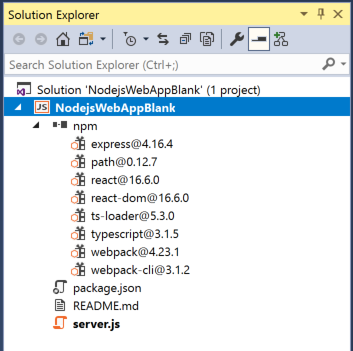 Solution Explorer
Search Solution Explorer (Ctrl+;)
Solution 'NodejsWebAppBlank' (1 project)
JS NodejsWebAppBlank
npm
express@4.16.4
path@0.12.7
react@16.6.0
react-dom@16.6.0
ts-loader@5.3.0
typescript@3.1.5
webpack@4.23.1
webpack-cli@3.1.2
package.json
README.md
server.js